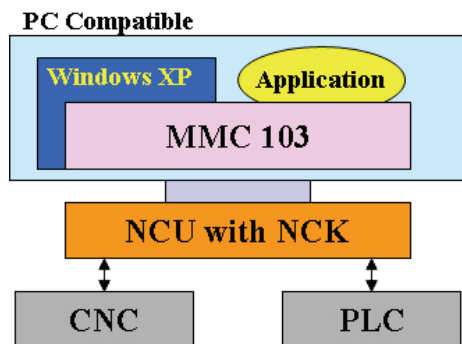 PC Compatible
Windows XP
Application
MMC 103
NCU with NCK
CNC
PLC